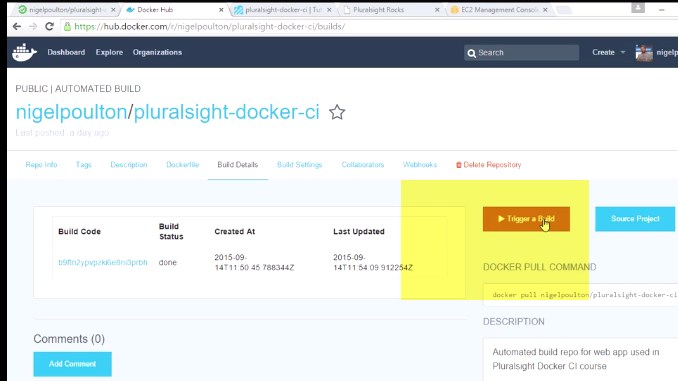 nigelpoulton/pluralsight-
Docker Hub
pluralsight-docker-ci | Tut
Pluralsight Rocks
EC2 Management Consol
https://hub.docker.com/r/nigelpoulton/pluralsight-docker-ci/builds/
Dashboard Explore Organizations
Search
Create
nigelp
PUBLIC | AUTOMATED BUILD
nigelpoulton/pluralsight-docker-ci
Last pushed: a day ago
Repo Info Tags Description Dockerfile Build Details Build Settings Collaborators Webhooks Delete Repository
Build Code Build Status Created At Last Updated
done 2015-09-14T11:50:45.788344Z 2015-09-14T11:54:09.912254Z
Trigger a Build
Source Project
DOCKER PULL COMMAND
docker pull nigelpoulton/pluralsight-docker-ci
DESCRIPTION
Automated build repo for web app used in
Pluralsight Docker CI course
Comments (0)
Add Comment